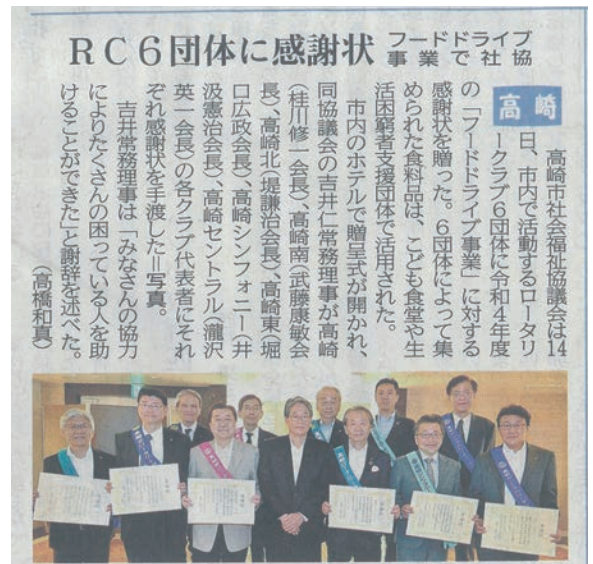 RC6団体に感謝状
フードドライブ
事業で社協
高崎
高崎市社会福祉協議会は14
日、市内で活動するロータリ
ークラブ6団体に令和4年度
の「フードドライブ事業」に対する
感謝状を贈った。6団体によって集
められた食料品は、こども食堂や生
活困窮者支援団体で活用された。
市内のホテルで贈呈式が開かれ、
同協議会の吉井仁常務理事が高崎
(桂川修一会長)、高崎南(武藤康敏会
長)、高崎北(堤謙治会長)、高崎東(堀
口広政会長)、高崎シンフォニー(井
汲憲治会長)、高崎セントラル(瀧沢
英一会長)の各クラブ代表者にそれ
ぞれ感謝状を手渡した=写真。
吉井常務理事は「みなさんの協力
によりたくさんの困っている人を助
けることができた」と謝辞を述べた。
(高橋和真)